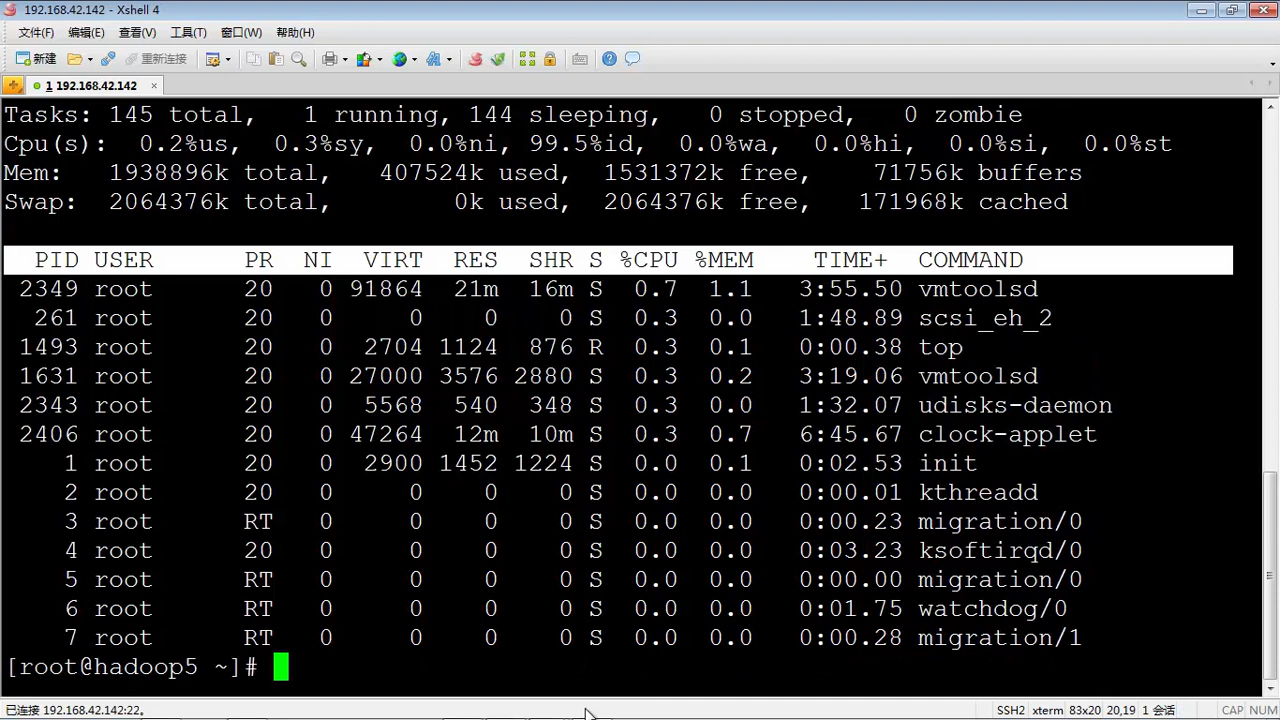 192.168.42.142 - Xshell 4
文件(F) 编辑(E) 查看(V) 工具(T) 窗口(W) 帮助(H)
新建 重新连接
1 192.168.42.142
Tasks: 145 total,   1 running, 144 sleeping,   0 stopped,   0 zombie
Cpu(s):  0.2%us,  0.3%sy,  0.0%ni, 99.5%id,  0.0%wa,  0.0%hi,  0.0%si,  0.0%st
Mem:   1938896k total,   407524k used,  1531372k free,    71756k buffers
Swap:  2064376k total,        0k used,  2064376k free,   171968k cached
PID USER      PR  NI  VIRT  RES  SHR S %CPU %MEM    TIME+  COMMAND
2349 root      20   0 91864  21m  16m S  0.7  1.1   3:55.50 vmtoolsd
261 root      20   0     0    0    0 S  0.3  0.0   1:48.89 scsi_eh_2
1493 root      20   0  2704 1124  876 R  0.3  0.1   0:00.38 top
1631 root      20   0 27000 3576 2880 S  0.3  0.2   3:19.06 vmtoolsd
2343 root      20   0  5568  540  348 S  0.3  0.0   1:32.07 udisks-daemon
2406 root      20   0 47264  12m  10m S  0.3  0.7   6:45.67 clock-applet
1 root      20   0  2900 1452 1224 S  0.0  0.1   0:02.53 init
2 root      20   0     0    0    0 S  0.0  0.0   0:00.01 kthreadd
3 root      RT   0     0    0    0 S  0.0  0.0   0:00.23 migration/0
4 root      20   0     0    0    0 S  0.0  0.0   0:03.23 ksoftirqd/0
5 root      RT   0     0    0    0 S  0.0  0.0   0:00.00 migration/0
6 root      RT   0     0    0    0 S  0.0  0.0   0:01.75 watchdog/0
7 root      RT   0     0    0    0 S  0.0  0.0   0:00.28 migration/1
[root@hadoop5 ~]#
已连接 192.168.42.142:22。 SSH2 xterm 83x20 20,19 1 会话 CAP NUM